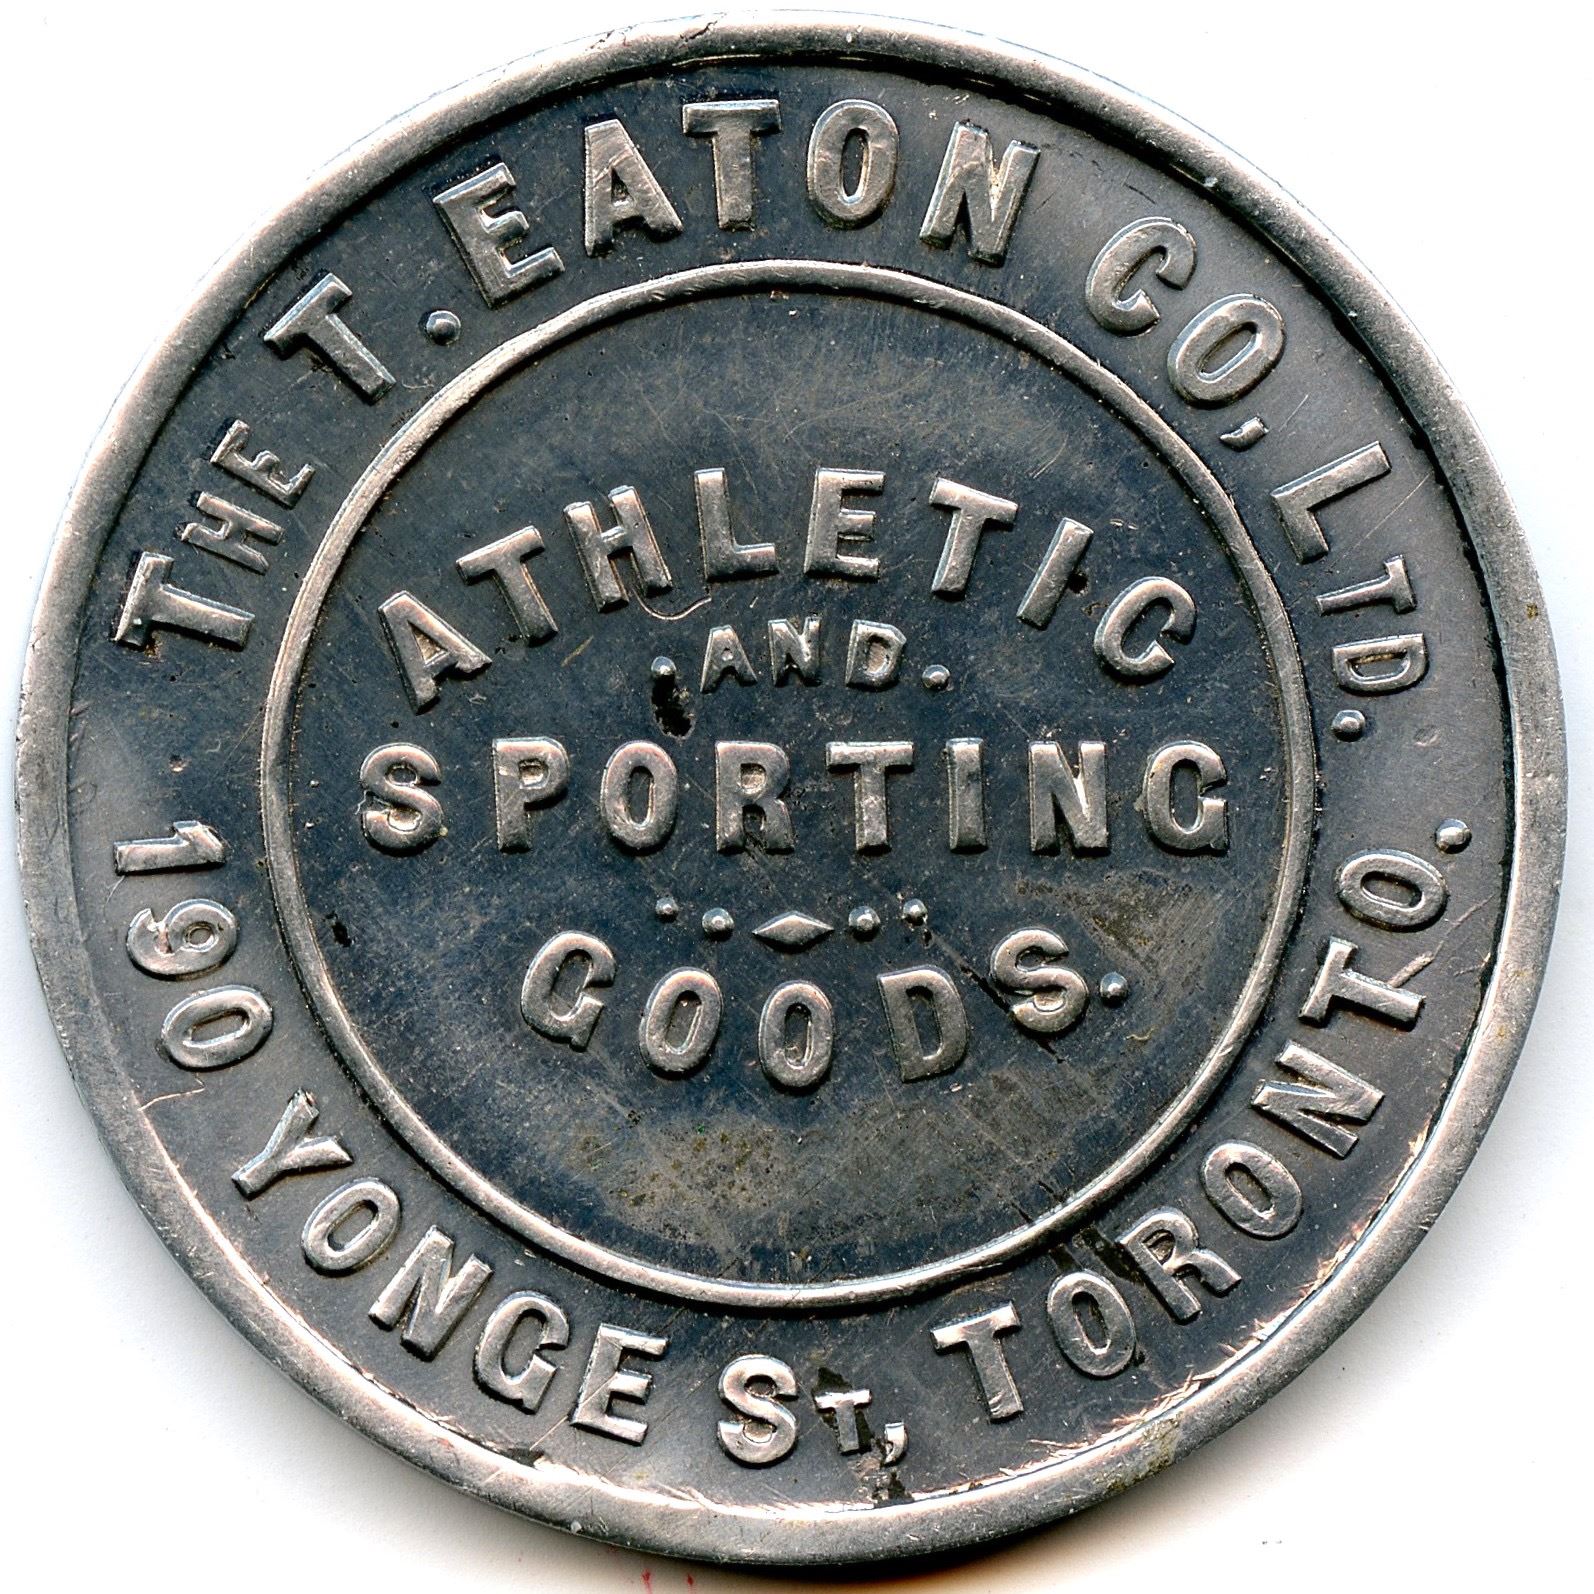 THE T. EATON CO, LTD.
190 YONGE ST, TORONTO.
ATHLETIC
.AND.
SPORTING
GOODS.